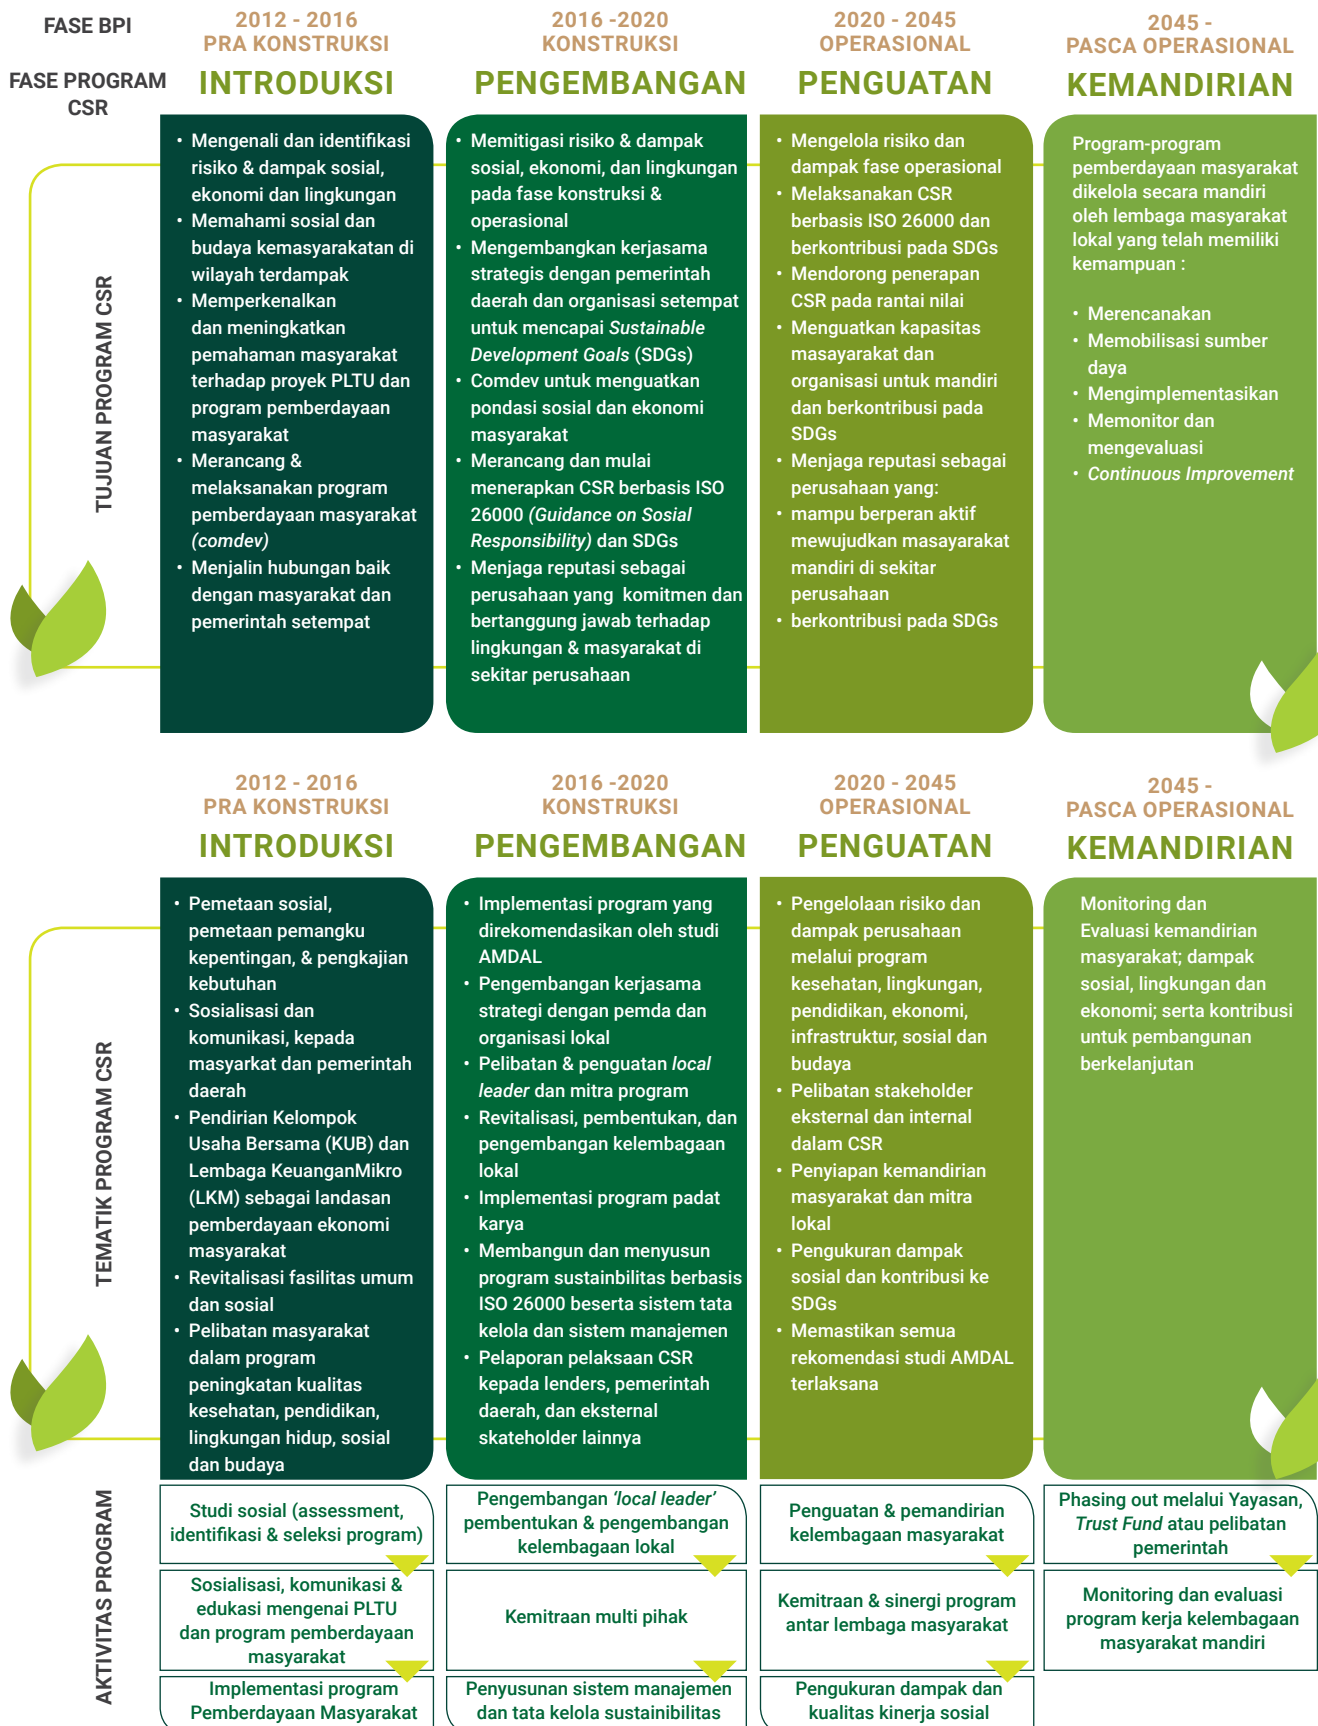 FASE BPI
2012 - 2016
PRA KONSTRUKSI
2016 -2020
KONSTRUKSI
2020 - 2045
OPERASIONAL
2045 -
PASCA OPERASIONAL
FASE PROGRAM
CSR
INTRODUKSI
PENGEMBANGAN
PENGUATAN
KEMANDIRIAN
TUJUAN PROGRAM CSR
• Mengenali dan identifikasi
risiko & dampak sosial,
ekonomi dan lingkungan
• Memahami sosial dan
budaya kemasyarakatan di
wilayah terdampak
• Memperkenalkan
dan meningkatkan
pemahaman masyarakat
terhadap proyek PLTU dan
program pemberdayaan
masyarakat
• Merancang &
melaksanakan program
pemberdayaan masyarakat
(comdev)
• Menjalin hubungan baik
dengan masyarakat dan
pemerintah setempat
• Memitigasi risiko & dampak
sosial, ekonomi, dan lingkungan
pada fase konstruksi &
operasional
• Mengembangkan kerjasama
strategis dengan pemerintah
daerah dan organisasi setempat
untuk mencapai Sustainable
Development Goals (SDGs)
• Comdev untuk menguatkan
pondasi sosial dan ekonomi
masyarakat
• Merancang dan mulai
menerapkan CSR berbasis ISO
26000 (Guidance on Sosial
Responsibility) dan SDGs
• Menjaga reputasi sebagai
perusahaan yang komitmen dan
bertanggung jawab terhadap
lingkungan & masyarakat di
sekitar perusahaan
• Mengelola risiko dan
dampak fase operasional
• Melaksanakan CSR
berbasis ISO 26000 dan
berkontribusi pada SDGs
• Mendorong penerapan
CSR pada rantai nilai
• Menguatkan kapasitas
masayarakat dan
organisasi untuk mandiri
dan berkontribusi pada
SDGs
• Menjaga reputasi sebagai
perusahaan yang:
• mampu berperan aktif
mewujudkan masayarakat
mandiri di sekitar
perusahaan
• berkontribusi pada SDGs
Program-program
pemberdayaan masyarakat
dikelola secara mandiri
oleh lembaga masyarakat
lokal yang telah memiliki
kemampuan :
• Merencanakan
• Memobilisasi sumber
daya
• Mengimplementasikan
• Memonitor dan
mengevaluasi
• Continuous Improvement
2012 - 2016
PRA KONSTRUKSI
INTRODUKSI
2016 -2020
KONSTRUKSI
PENGEMBANGAN
2020 - 2045
OPERASIONAL
PENGUATAN
2045 -
PASCA OPERASIONAL
KEMANDIRIAN
TEMATIK PROGRAM CSR
• Pemetaan sosial,
pemetaan pemangku
kepentingan, & pengkajian
kebutuhan
• Sosialisasi dan
komunikasi, kepada
masyarkat dan pemerintah
daerah
• Pendirian Kelompok
Usaha Bersama (KUB) dan
Lembaga KeuanganMikro
(LKM) sebagai landasan
pemberdayaan ekonomi
masyarakat
• Revitalisasi fasilitas umum
dan sosial
• Pelibatan masyarakat
dalam program
peningkatan kualitas
kesehatan, pendidikan,
lingkungan hidup, sosial
dan budaya
• Implementasi program yang
direkomendasikan oleh studi
AMDAL
• Pengembangan kerjasama
strategi dengan pemda dan
organisasi lokal
• Pelibatan & penguatan local
leader dan mitra program
• Revitalisasi, pembentukan, dan
pengembangan kelembagaan
lokal
• Implementasi program padat
karya
• Membangun dan menyusun
program sustainbilitas berbasis
ISO 26000 beserta sistem tata
kelola dan sistem manajemen
• Pelaporan pelaksaan CSR
kepada lenders, pemerintah
daerah, dan eksternal
skateholder lainnya
• Pengelolaan risiko dan
dampak perusahaan
melalui program
kesehatan, lingkungan,
pendidikan, ekonomi,
infrastruktur, sosial dan
budaya
• Pelibatan stakeholder
eksternal dan internal
dalam CSR
• Penyiapan kemandirian
masyarakat dan mitra
lokal
• Pengukuran dampak
sosial dan kontribusi ke
SDGs
• Memastikan semua
rekomendasi studi AMDAL
terlaksana
Monitoring dan
Evaluasi kemandirian
masyarakat; dampak
sosial, lingkungan dan
ekonomi; serta kontribusi
untuk pembangunan
berkelanjutan
AKTIVITAS PROGRAM
Studi sosial (assessment,
identifikasi & seleksi program)
Pengembangan ‘local leader’
pembentukan & pengembangan
kelembagaan lokal
Penguatan & pemandirian
kelembagaan masyarakat
Phasing out melalui Yayasan,
Trust Fund atau pelibatan
pemerintah
Sosialisasi, komunikasi &
edukasi mengenai PLTU
dan program pemberdayaan
masyarakat
Kemitraan multi pihak
Kemitraan & sinergi program
antar lembaga masyarakat
Monitoring dan evaluasi
program kerja kelembagaan
masyarakat mandiri
Implementasi program
Pemberdayaan Masyarakat
Penyusunan sistem manajemen
dan tata kelola sustainibilitas
Pengukuran dampak dan
kualitas kinerja sosial